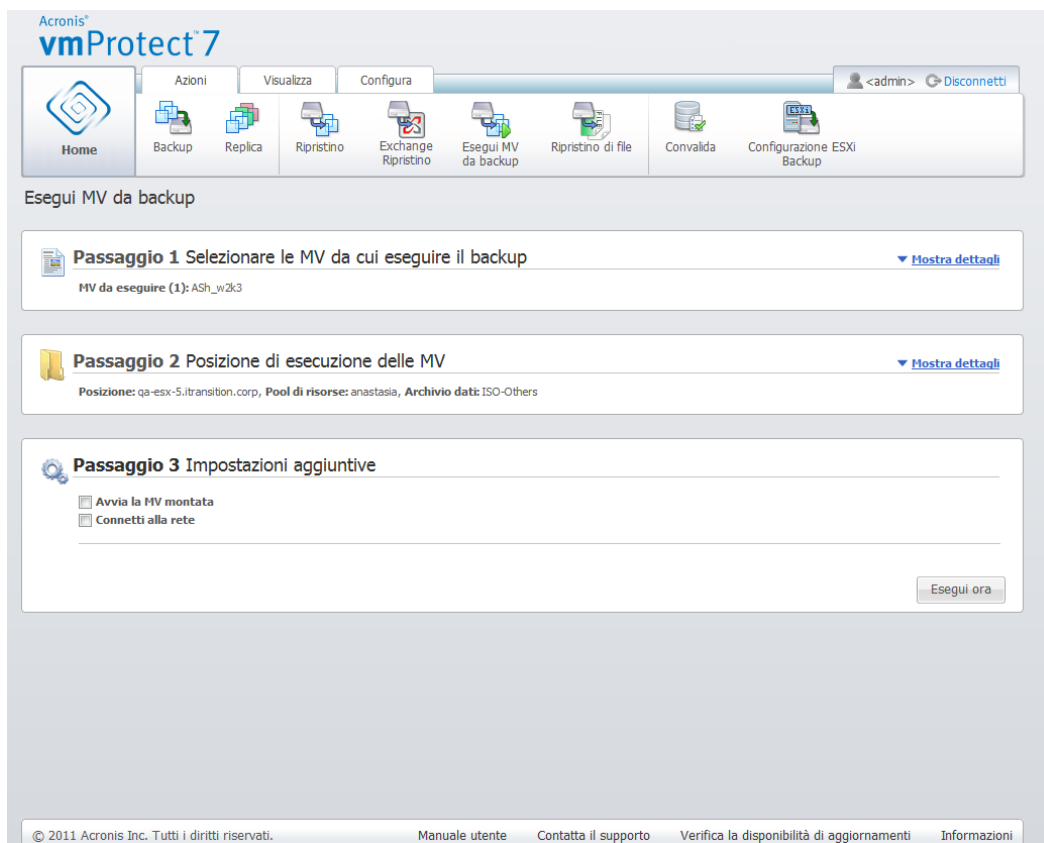 Acronis®
vmProtect™ 7
Azioni Visualizza Configura
<admin> Disconnetti
Home
Backup Replica Ripristino Exchange Ripristino Esegui MV da backup Ripristino di file Convalida Configurazione ESXi Backup
Esegui MV da backup
Passaggio 1 Selezionare le MV da cui eseguire il backup
Mostra dettagli
MV da eseguire (1): ASh_w2k3
Passaggio 2 Posizione di esecuzione delle MV
Mostra dettagli
Posizione: qa-esx-5.itransition.corp, Pool di risorse: anastasia, Archivio dati: ISO-Others
Passaggio 3 Impostazioni aggiuntive
Avvia la MV montata
Connetti alla rete
Esegui ora
© 2011 Acronis Inc. Tutti i diritti riservati. Manuale utente Contatta il supporto Verifica la disponibilità di aggiornamenti Informazioni